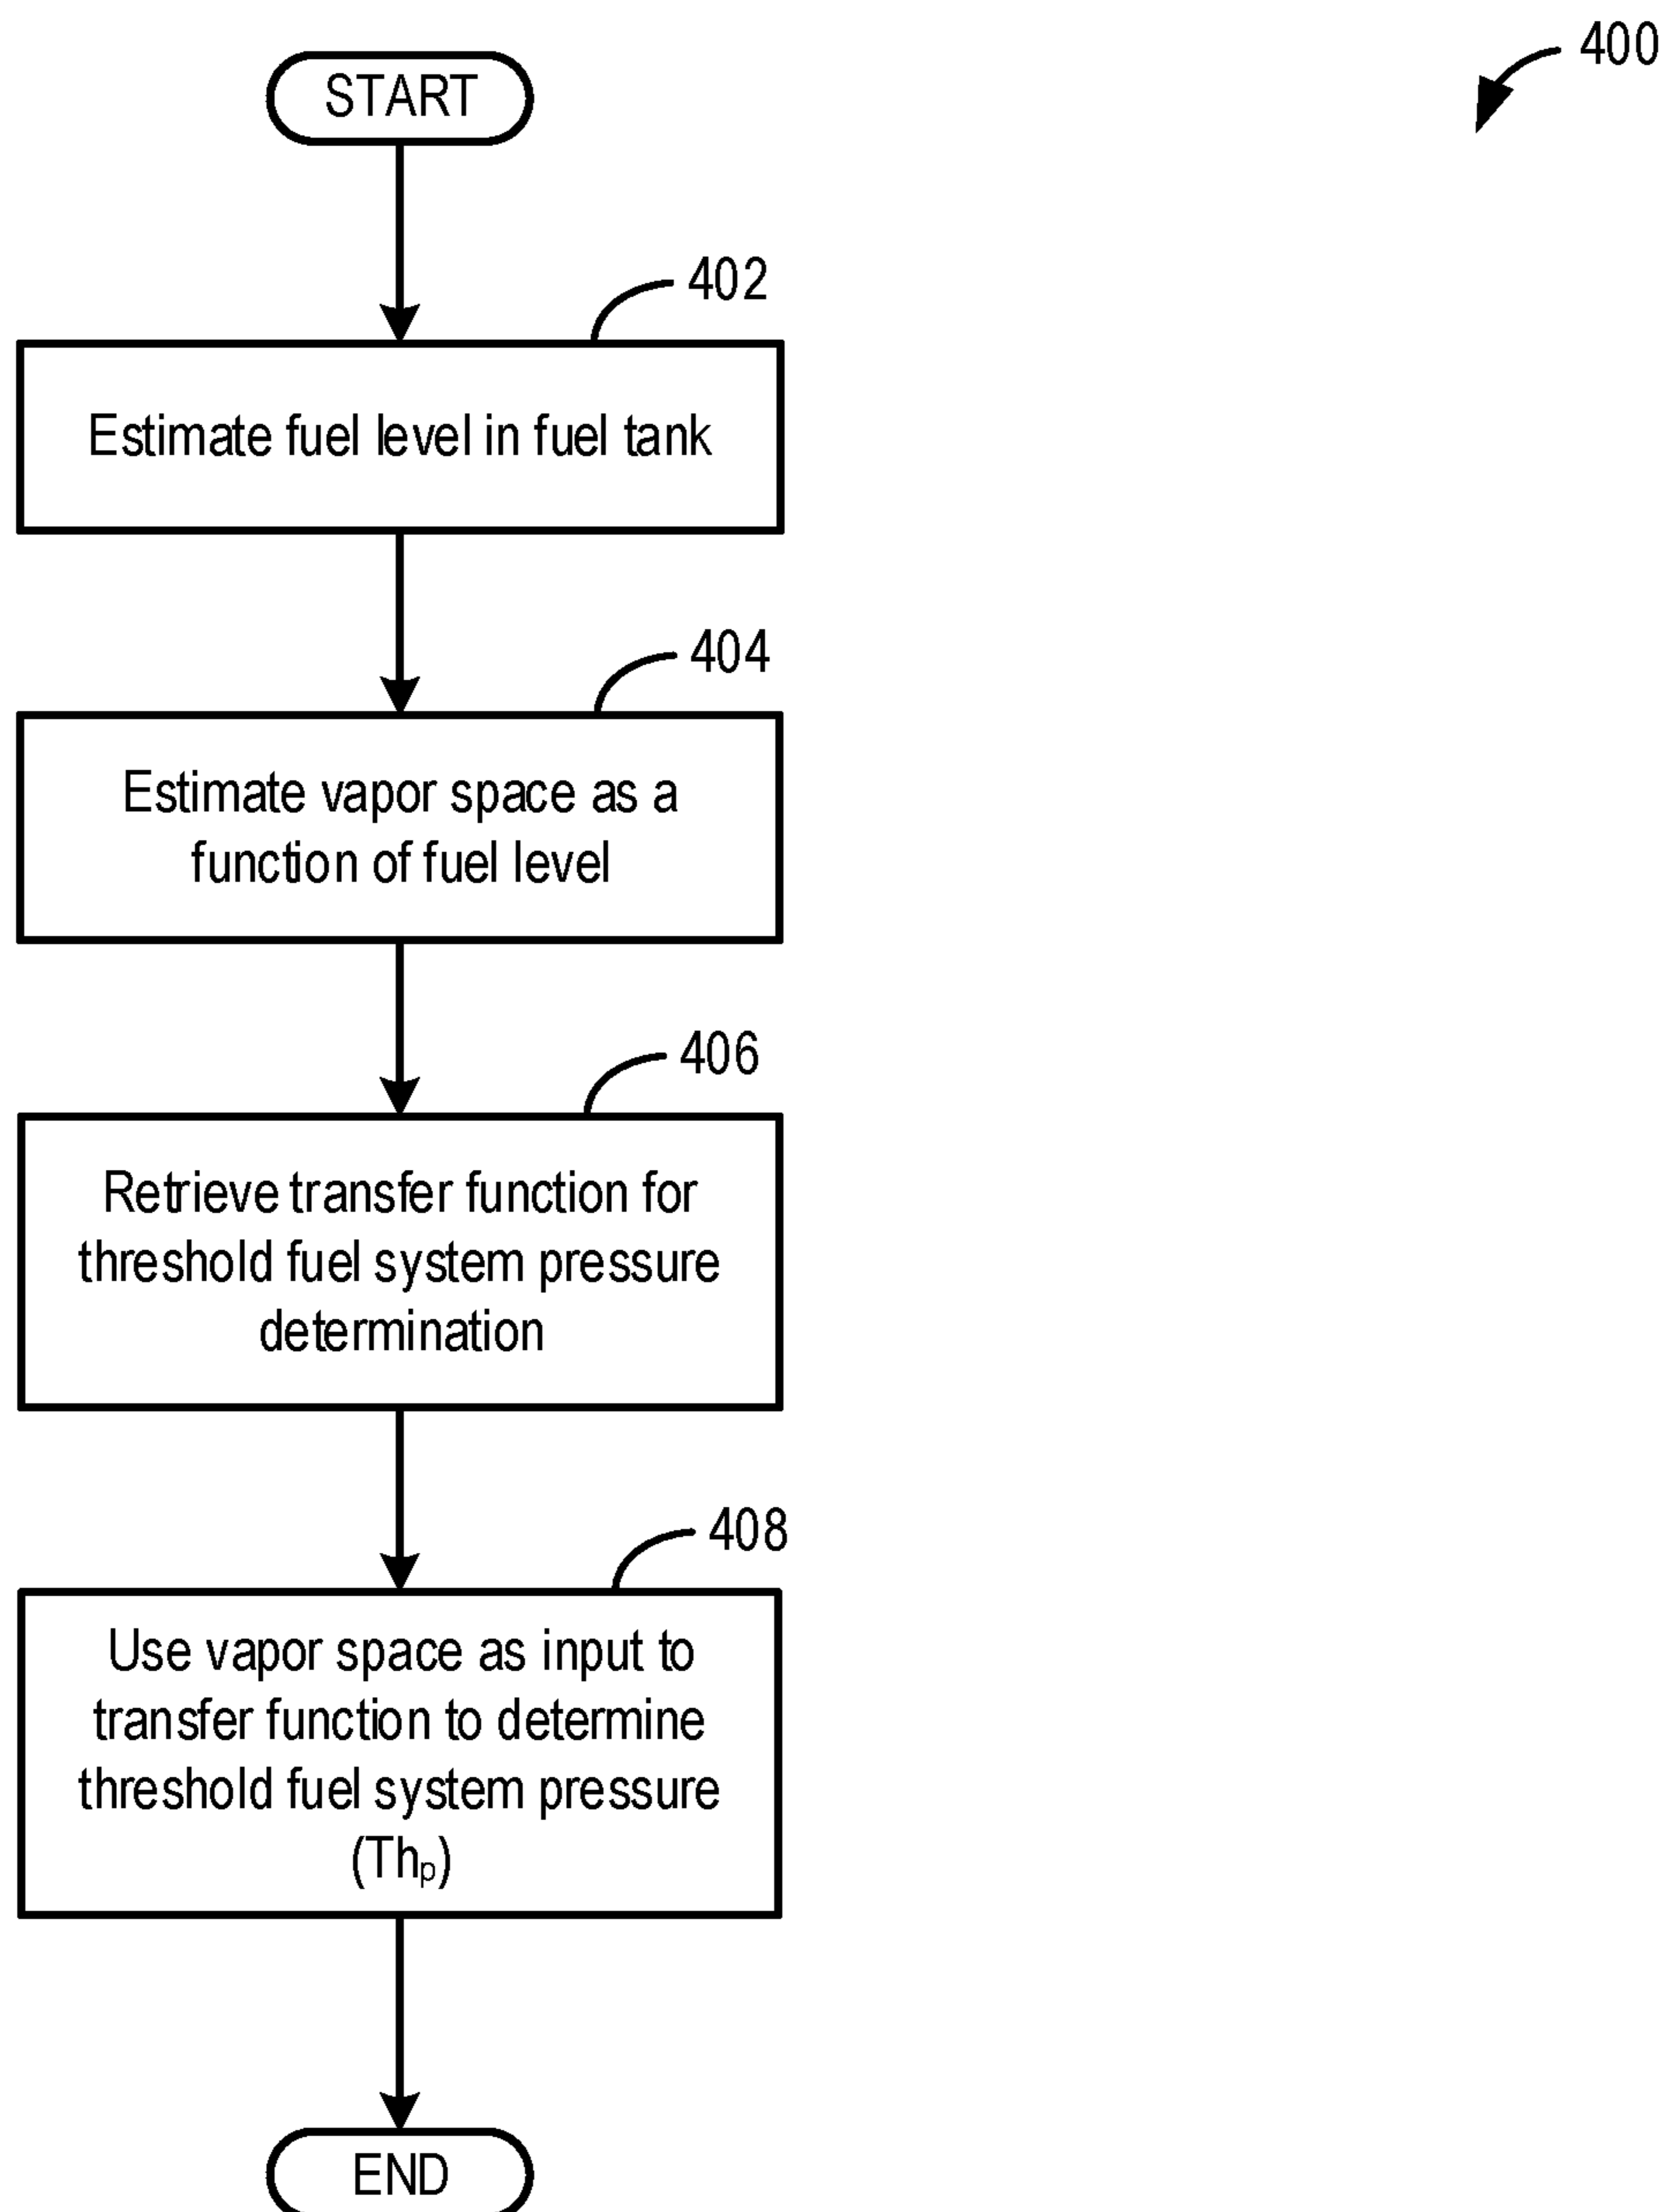 START
400
402
Estimate fuel level in fuel tank
404
Estimate vapor space as a
function of fuel level
406
Retrieve transfer function for
threshold fuel system pressure
determination
408
Use vapor space as input to
transfer function to determine
threshold fuel system pressure
(Thₚ)
END